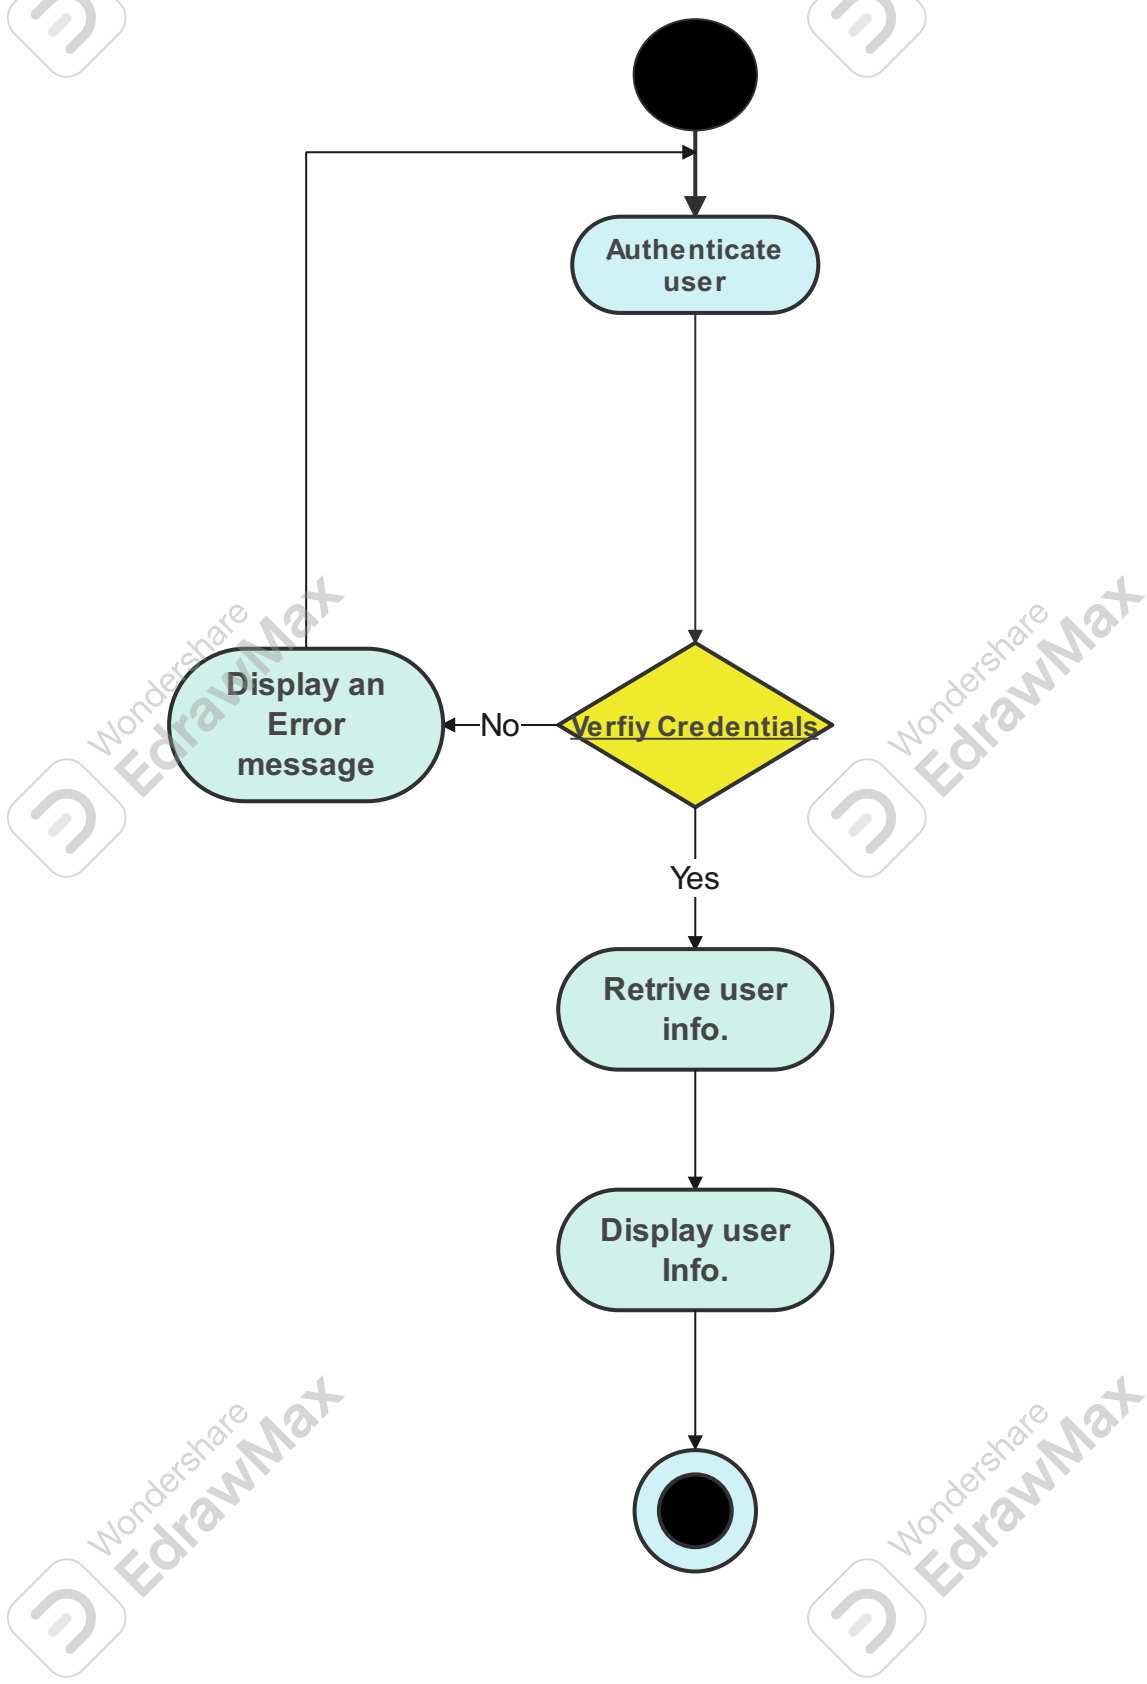 Authenticate
user
Wondershare
EdrawMax
Wondershare
EdrawMax
Display an
Error
message
No
Verfiy Credentials
Yes
Retrive user
info.
Display user
Info.
Wondershare
EdrawMax
Wondershare
EdrawMax